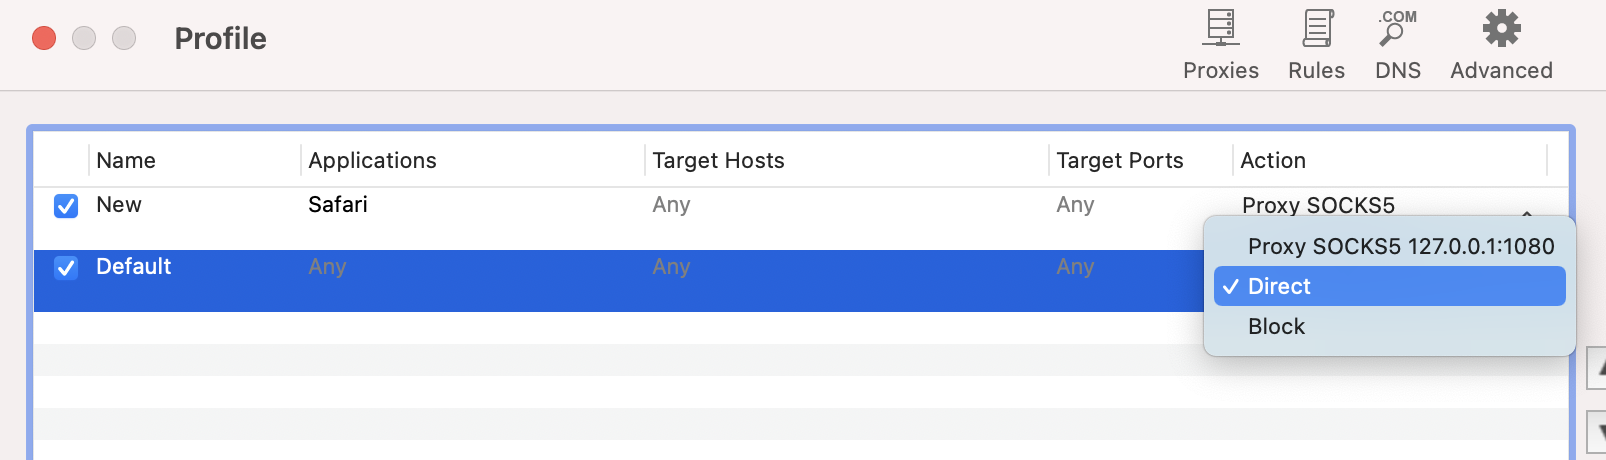 Profile
.COM
Proxies Rules DNS Advanced
Name Applications Target Hosts Target Ports Action
New Safari Any Any Proxy SOCKS5
Proxy SOCKS5 127.0.0.1:1080
Default Any Any Any
Direct
Block